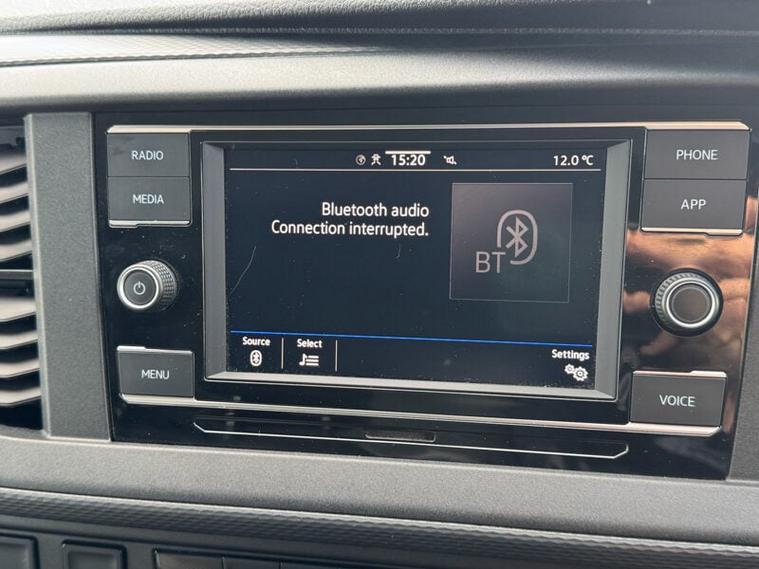 RADIO
MEDIA
MENU
15:20
12.0 °C
Bluetooth audio
Connection interrupted.
BT
Source
Select
Settings
PHONE
APP
VOICE